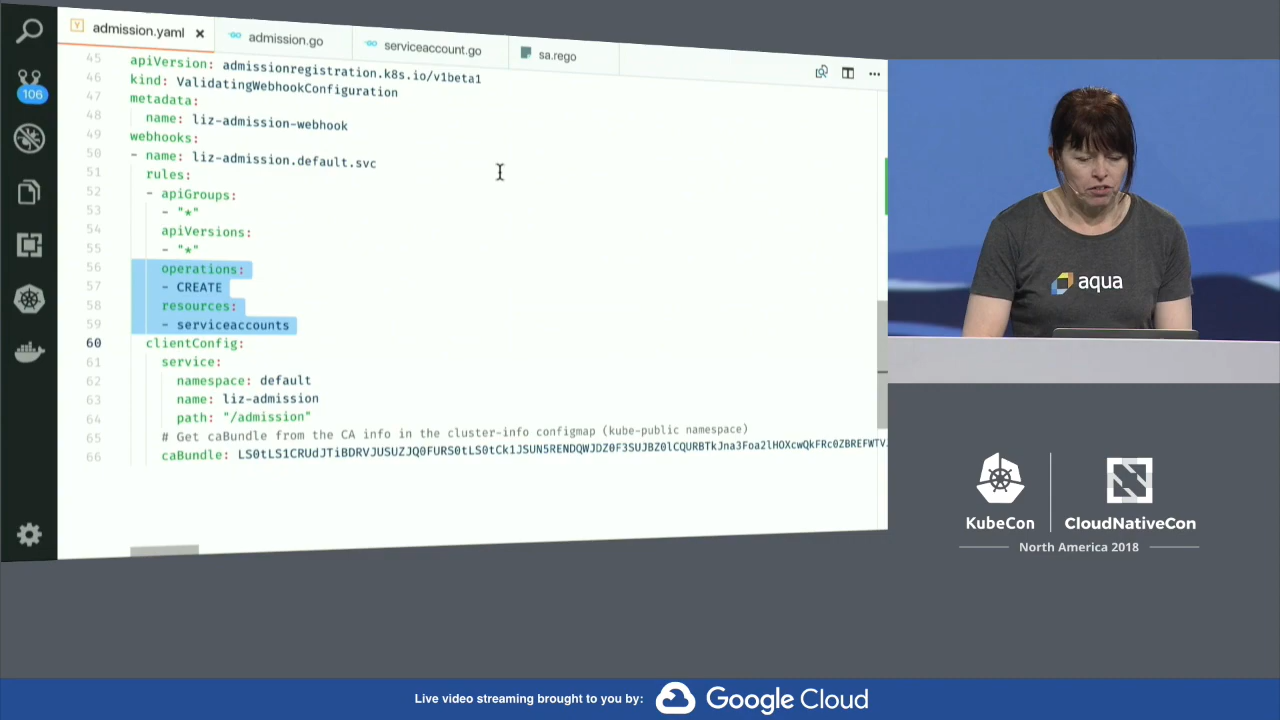 admission.yaml
admission.go
serviceaccount.go
sa.rego
106
45 apiVersion: admissionregistration.k8s.io/v1beta1
46 kind: ValidatingWebhookConfiguration
47 metadata:
48 name: liz-admission-webhook
49 webhooks:
50 - name: liz-admission.default.svc
51 rules:
52 - apiGroups:
53 - "*"
54 apiVersions:
55 - "*"
56 operations:
57 - CREATE
58 resources:
59 - serviceaccounts
60 clientConfig:
61 service:
62 namespace: default
63 name: liz-admission
64 path: "/admission"
65 # Get caBundle from the CA info in the cluster-info configmap (kube-public namespace)
66 caBundle:
aqua
KubeCon
CloudNativeCon
North America 2018
Live video streaming brought to you by:
Google Cloud